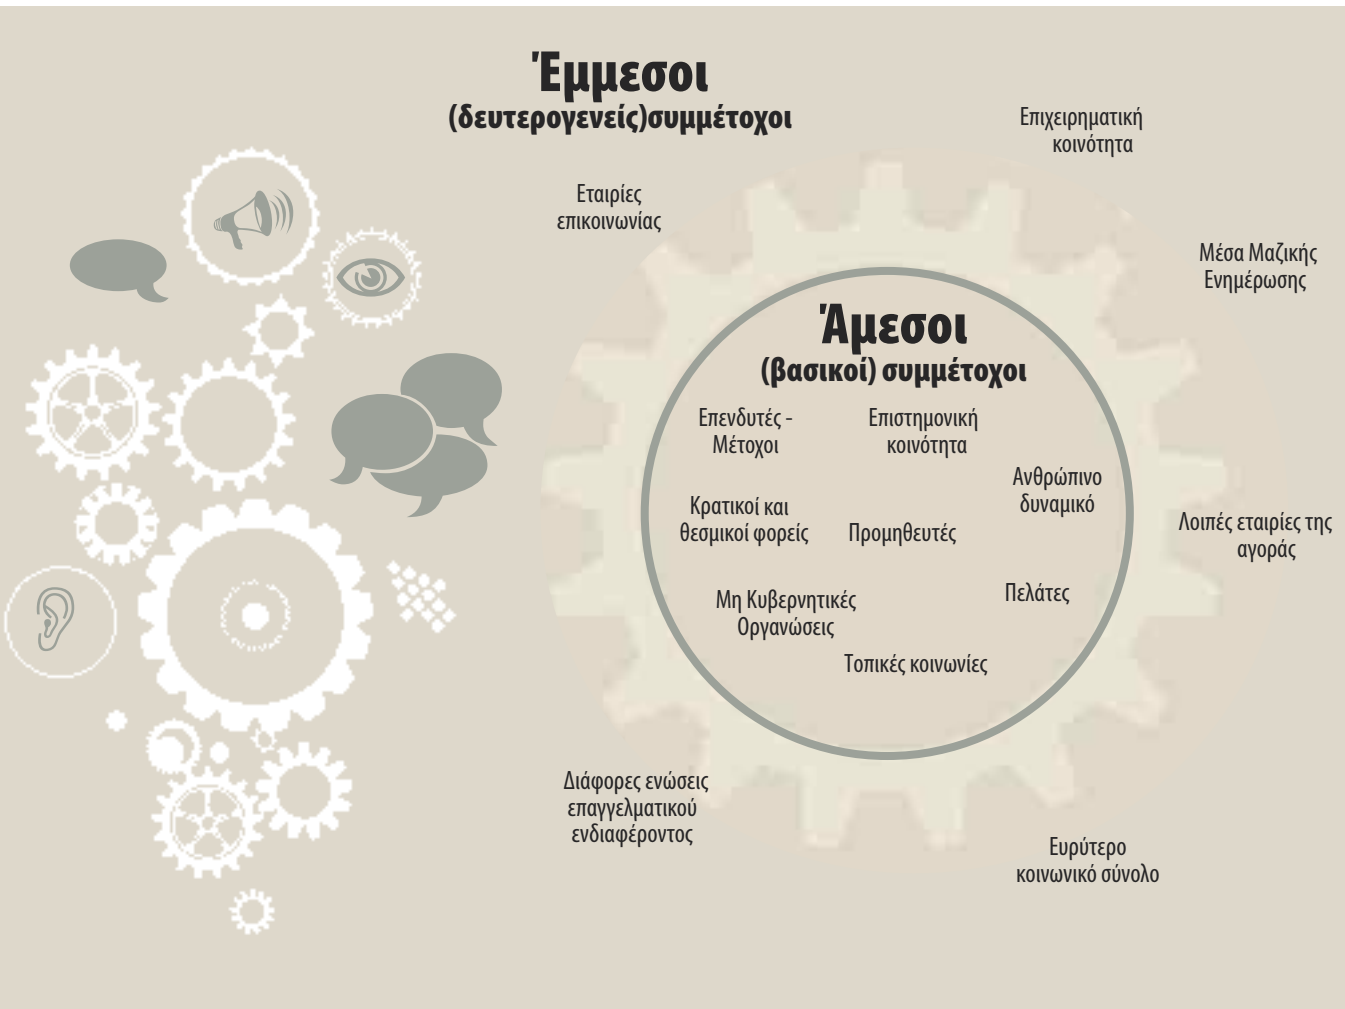 Έμμεσοι
(δευτερογενείς)συμμέτοχοι
Επιχειρηματική
κοινότητα
Εταιρίες
επικοινωνίας
Μέσα Μαζικής
Ενημέρωσης
Άμεσοι
(βασικοί) συμμέτοχοι
Επενδυτές -
Μέτοχοι
Επιστημονική
κοινότητα
Ανθρώπινο
δυναμικό
Κρατικοί και
θεσμικοί φορείς
Προμηθευτές
Λοιπές εταιρίες της
αγοράς
Μη Κυβερνητικές
Οργανώσεις
Πελάτες
Τοπικές κοινωνίες
Διάφορες ενώσεις
επαγγελματικού
ενδιαφέροντος
Ευρύτερο
κοινωνικό σύνολο